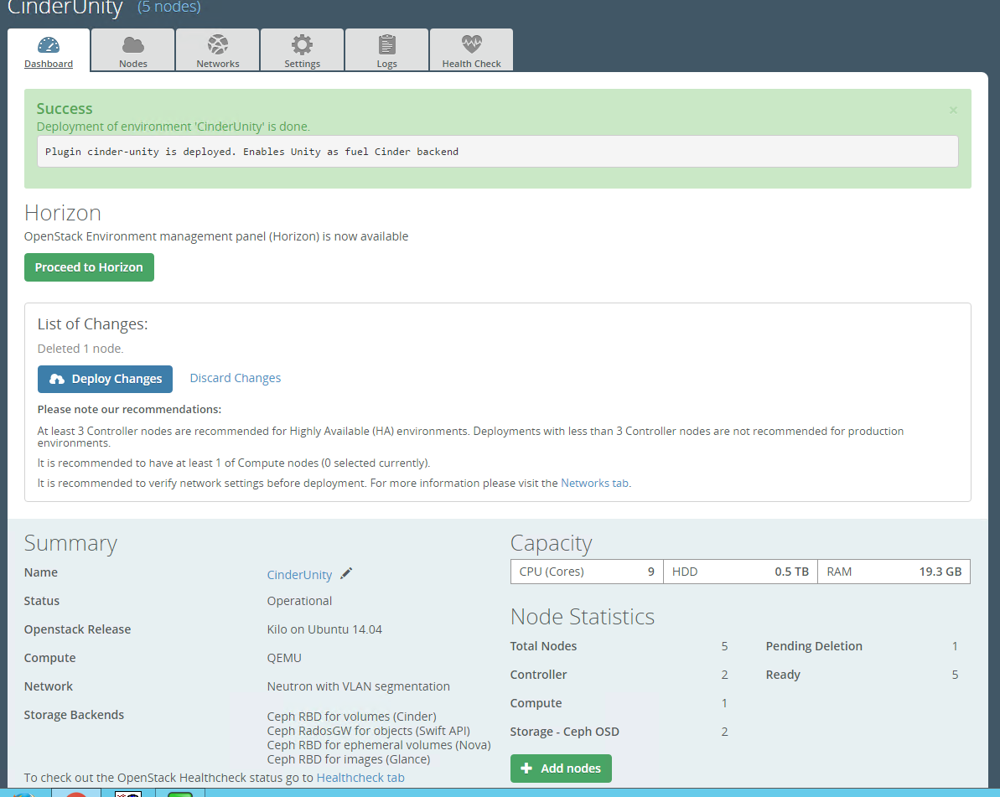 CinderUnity (5 nodes)
Dashboard
Nodes
Networks
Settings
Logs
Health Check
Success
×
Deployment of environment 'CinderUnity' is done.
Plugin cinder-unity is deployed. Enables Unity as fuel Cinder backend
Horizon
OpenStack Environment management panel (Horizon) is now available
Proceed to Horizon
List of Changes:
Deleted 1 node.
Deploy Changes
Discard Changes
Please note our recommendations:
At least 3 Controller nodes are recommended for Highly Available (HA) environments. Deployments with less than 3 Controller nodes are not recommended for production
environments.
It is recommended to have at least 1 of Compute nodes (0 selected currently).
It is recommended to verify network settings before deployment. For more information please visit the Networks tab.
Summary
Name CinderUnity
Status Operational
Openstack Release Kilo on Ubuntu 14.04
Compute QEMU
Network Neutron with VLAN segmentation
Storage Backends Ceph RBD for volumes (Cinder)
Ceph RadosGW for objects (Swift API)
Ceph RBD for ephemeral volumes (Nova)
Ceph RBD for images (Glance)
To check out the OpenStack Healthcheck status go to Healthcheck tab
Capacity
CPU (Cores) 9 HDD 0.5 TB RAM 19.3 GB
Node Statistics
Total Nodes 5 Pending Deletion 1
Controller 2 Ready 5
Compute 1
Storage - Ceph OSD 2
Add nodes